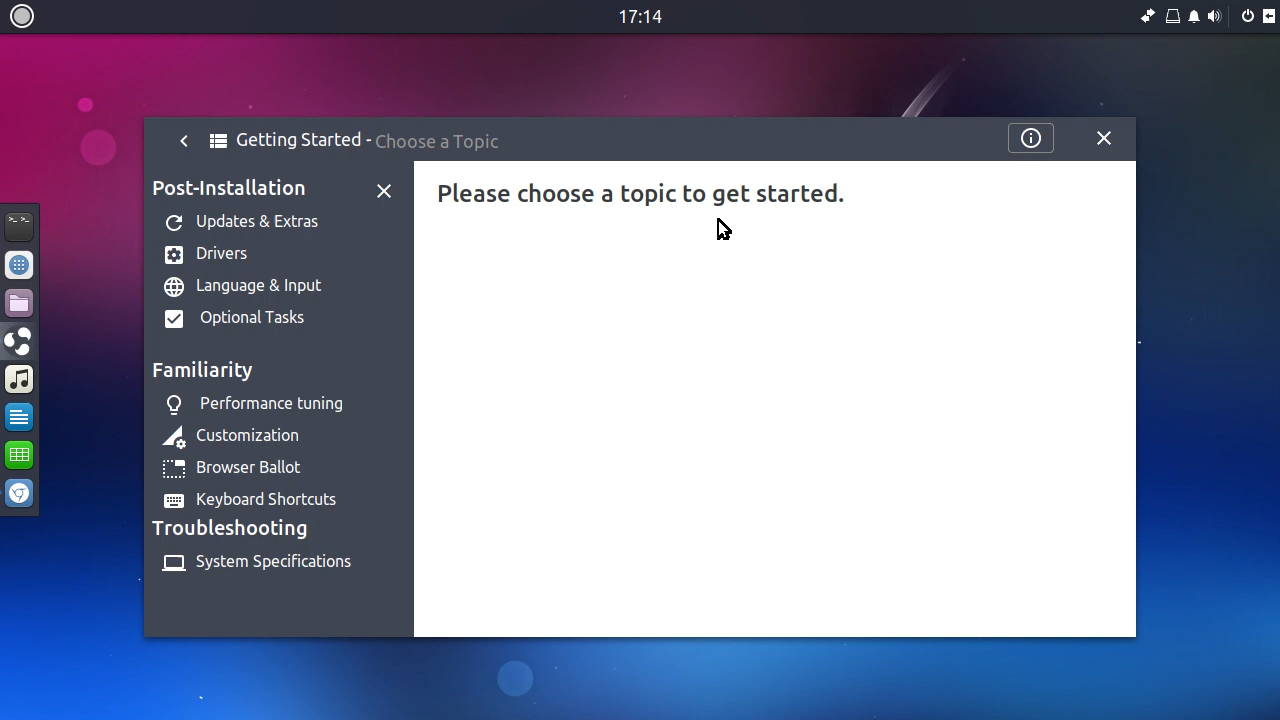 17:14
Getting Started - Choose a Topic
Post-Installation
Updates & Extras
Drivers
Language & Input
Optional Tasks
Familiarity
Performance tuning
Customization
Browser Ballot
Keyboard Shortcuts
Troubleshooting
System Specifications
Please choose a topic to get started.